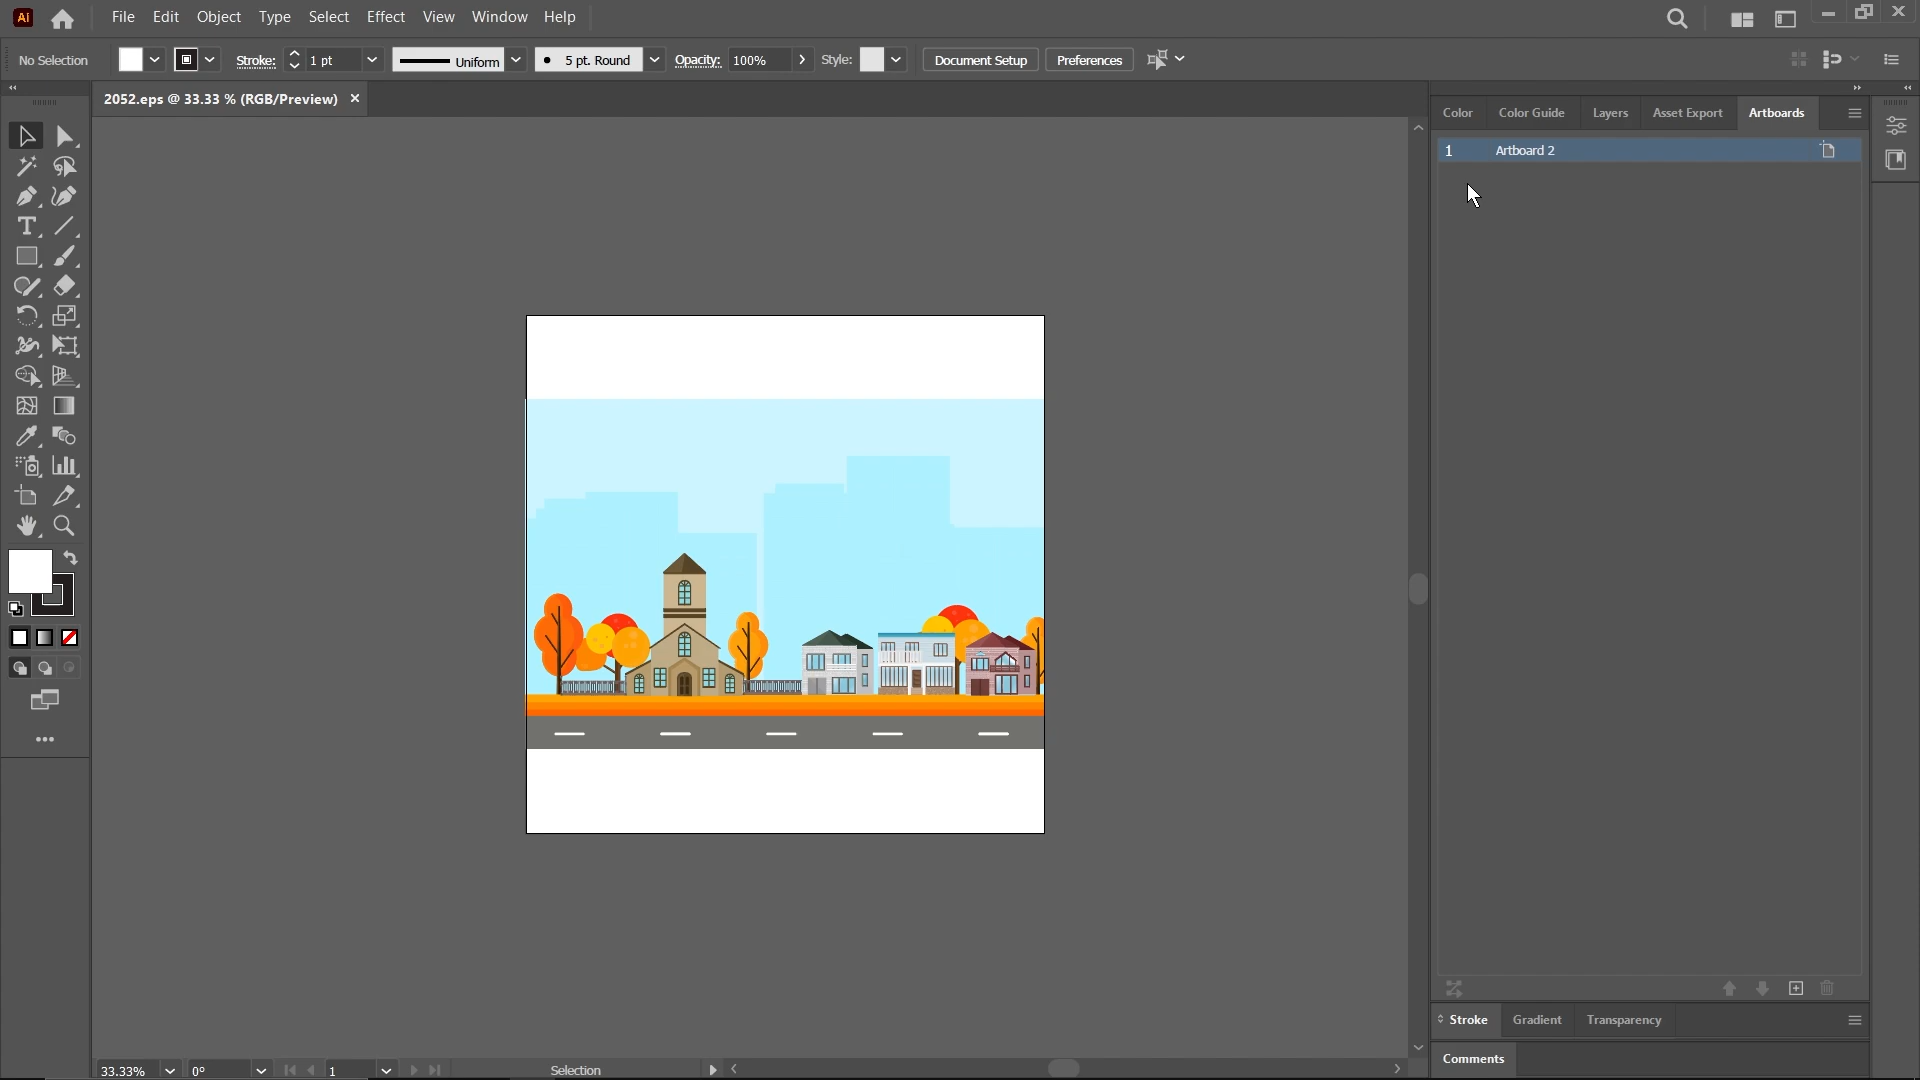 Ai File Edit Object Type Select Effect View Window Help
No Selection Stroke: 1 pt Uniform 5 pt. Round Opacity: 100% Style: Document Setup Preferences
2052.eps @ 33.33 % (RGB/Preview)
Color Color Guide Layers Asset Export Artboards
1 Artboard 2
Stroke Gradient Transparency
Comments
33.33% 0° 1 Selection